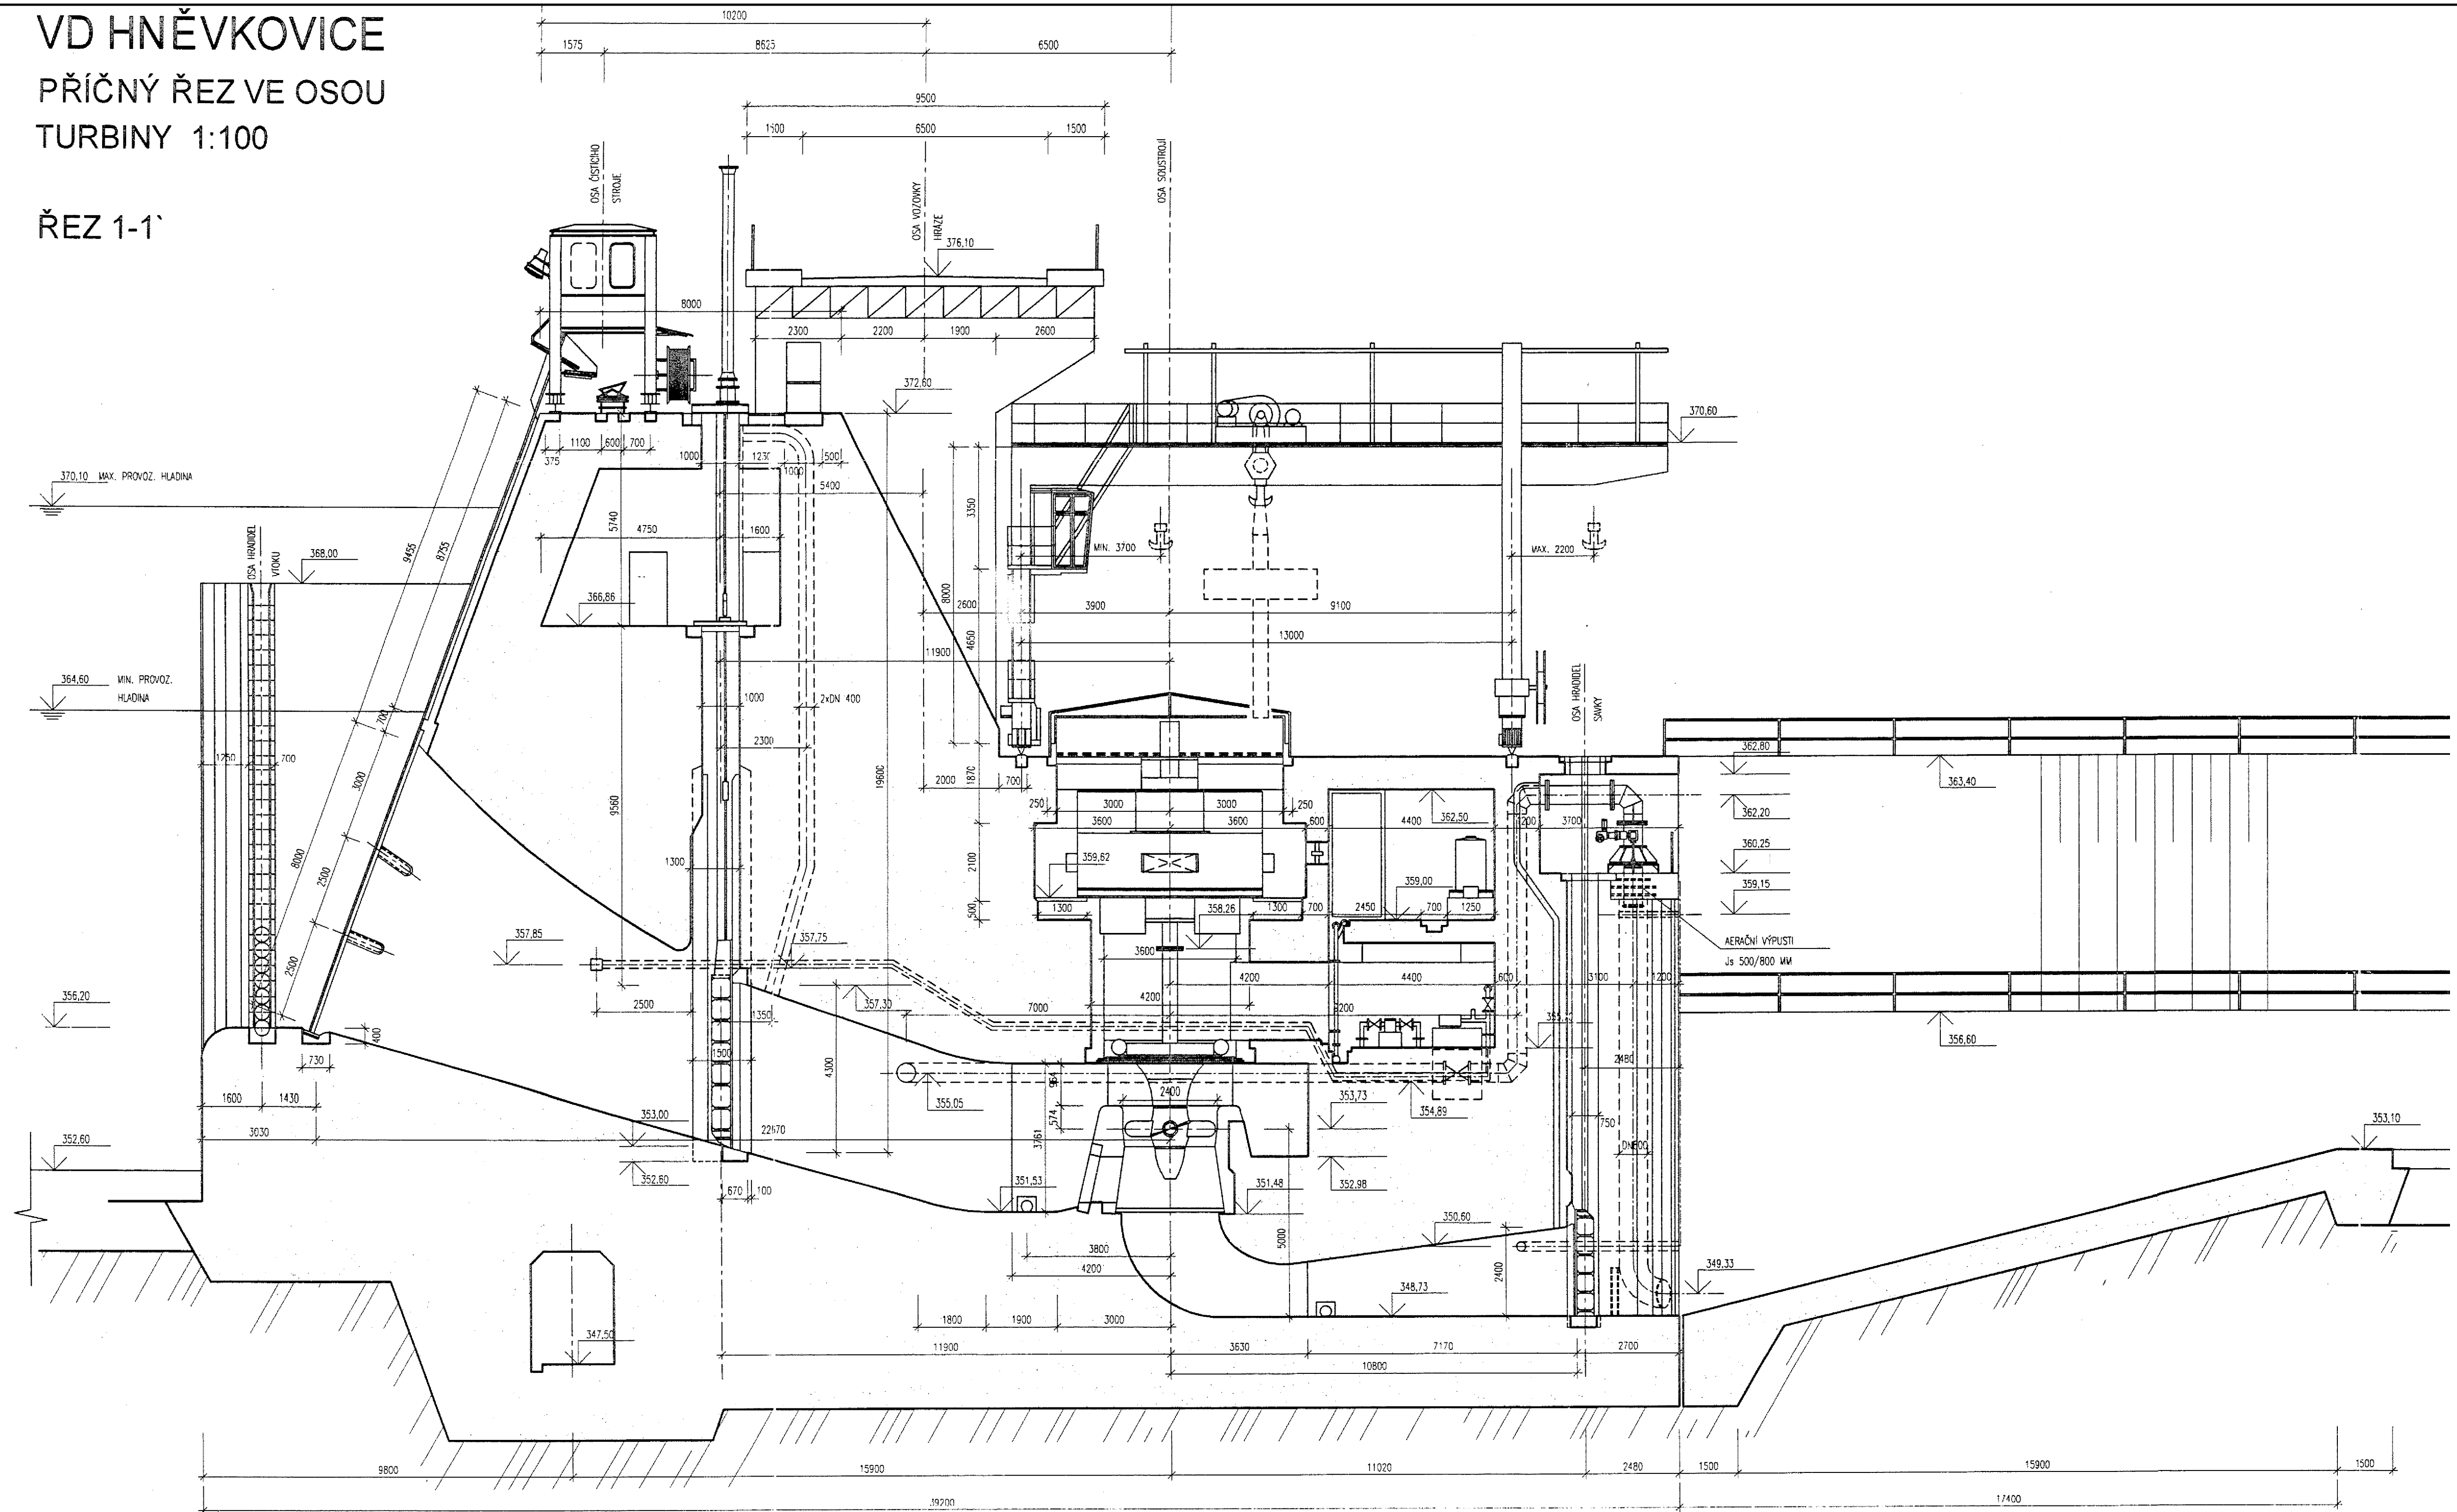 VD HNĚVKOVICE
PŘÍČNÝ ŘEZ VE OSOU
TURBINY 1:100
ŘEZ 1-1`
10200
1575 8625 6500
9500
1500 6500 1500
OSA ČISTÍCÍHO
STROJE
OSA VOZOVKY
HRÁZE
OSA SOUSTROJÍ
376,10
8000
2300 2200 1900 2600
372,60
370,60
1100 600 700
375
1000 1230 1000 500
5400
370,10 MAX. PROVOZ. HLADINA
9455
8755
5740
4750 1600
3350
MIN. 3700
MAX. 2200
OSA HRADIDEL
VTOKU
368,00
366,86
8000
2600
3900 9100
4650
13000
11900
364,60 MIN. PROVOZ.
HLADINA
700
1000
2xDN 400
2300
OSA HRADIDEL
SAVKY
1250 700
3000
8000
2500
2500
9560
19600
2000 700
1870
362,80
363,40
362,20
250 3000 3000 250
3600 3600 600 4400 200 3700
362,50
1300
2100
359,62
360,25
359,00
359,15
500
1300
358,26
1300 700 2450 700 1250
357,85
357,75
3600
AERAČNÍ VÝPUSTI
Js 500/800 MM
4200 4400 600 3100 1200
356,20
2500
1350
357,30
4200
7000
400
730
1500
4300
2480
356,60
1600 1430
355,05
964
2400
574
353,73
354,89
353,00
22670
3761
750
DN600
3030
352,60
353,10
352,60
352,98
670 100
351,53
351,48
350,60
5000
2400
3800
4200
349,33
348,73
347,50
1800 1900 3000
11900 3630 7170 2700
10800
9800 15900 11020 2480 1500 15900 1500
39200 17400